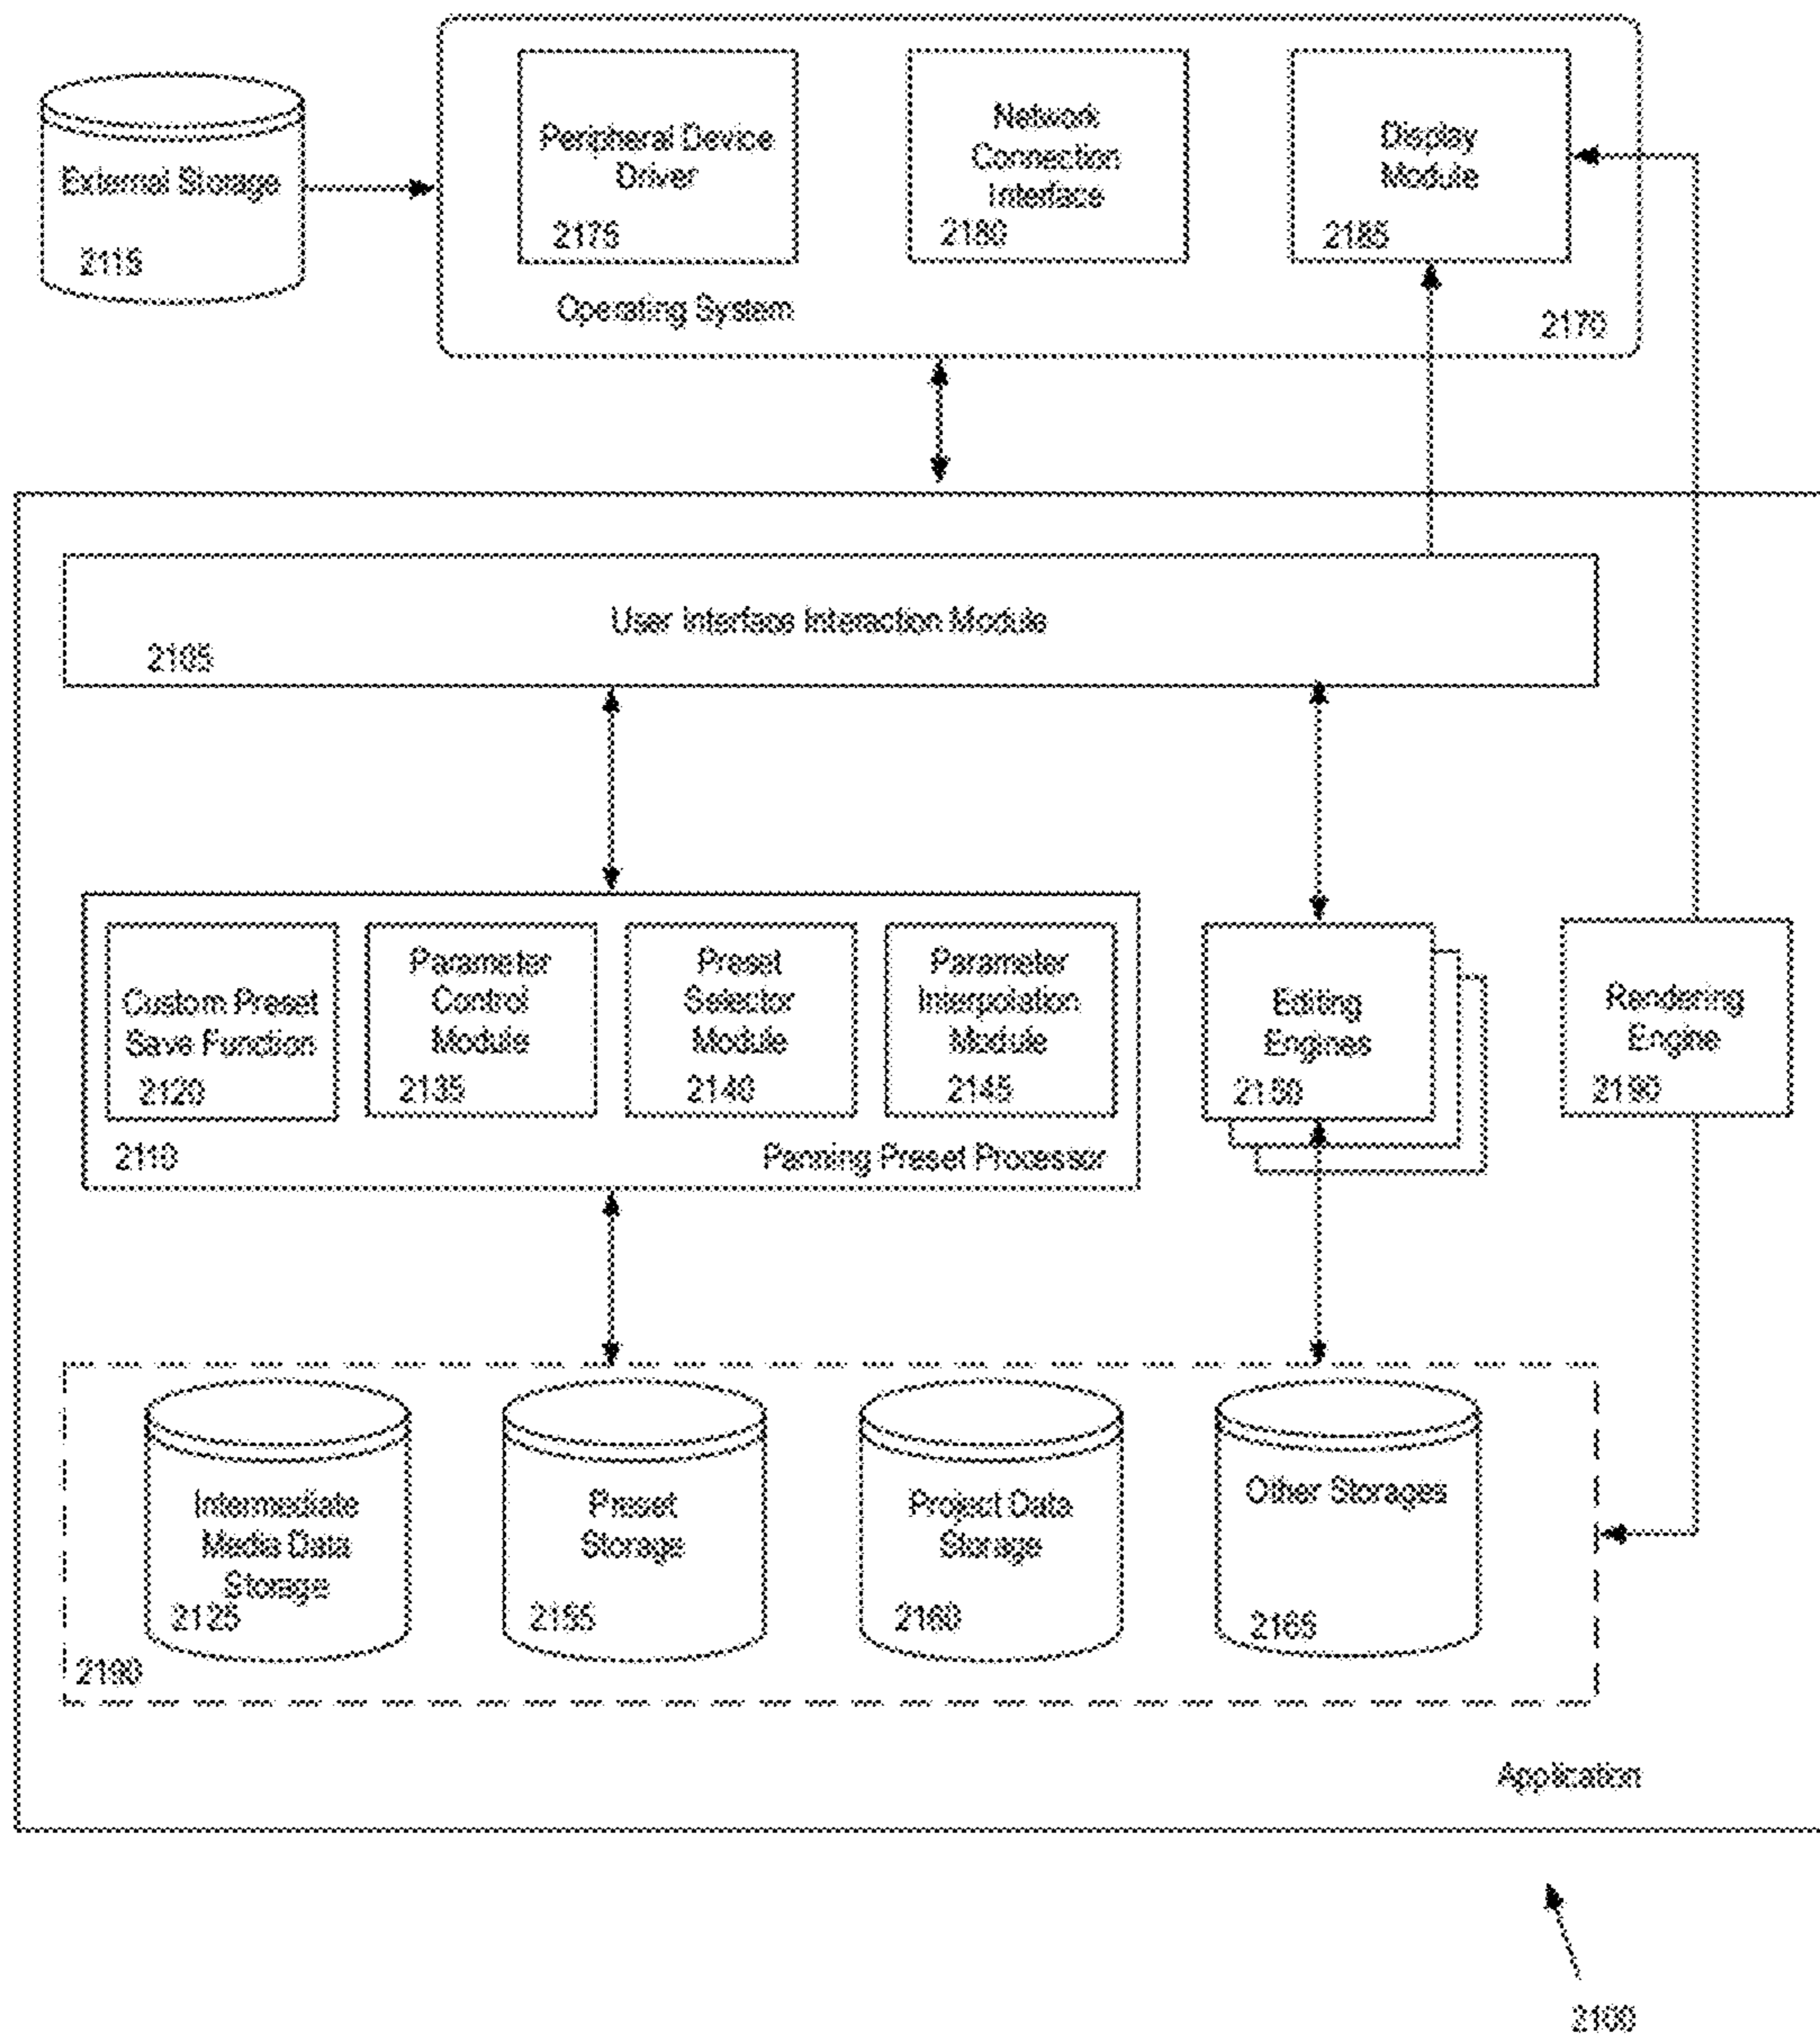 External Storage
2115
Peripheral Device
Driver
2175
Network
Connection
Interface
2180
Display
Module
2185
Operating System
2170
User Interface Interaction Module
2105
Custom Preset
Save Function
2120
Parameter
Control
Module
2135
Preset
Selector
Module
2140
Parameter
Interpolation
Module
2145
2110
Panning Preset Processor
Editing
Engines
2150
Rendering
Engine
2190
Intermediate
Media Data
Storage
2125
Preset
Storage
2155
Project Data
Storage
2160
Other Storages
2165
2190
Application
2100